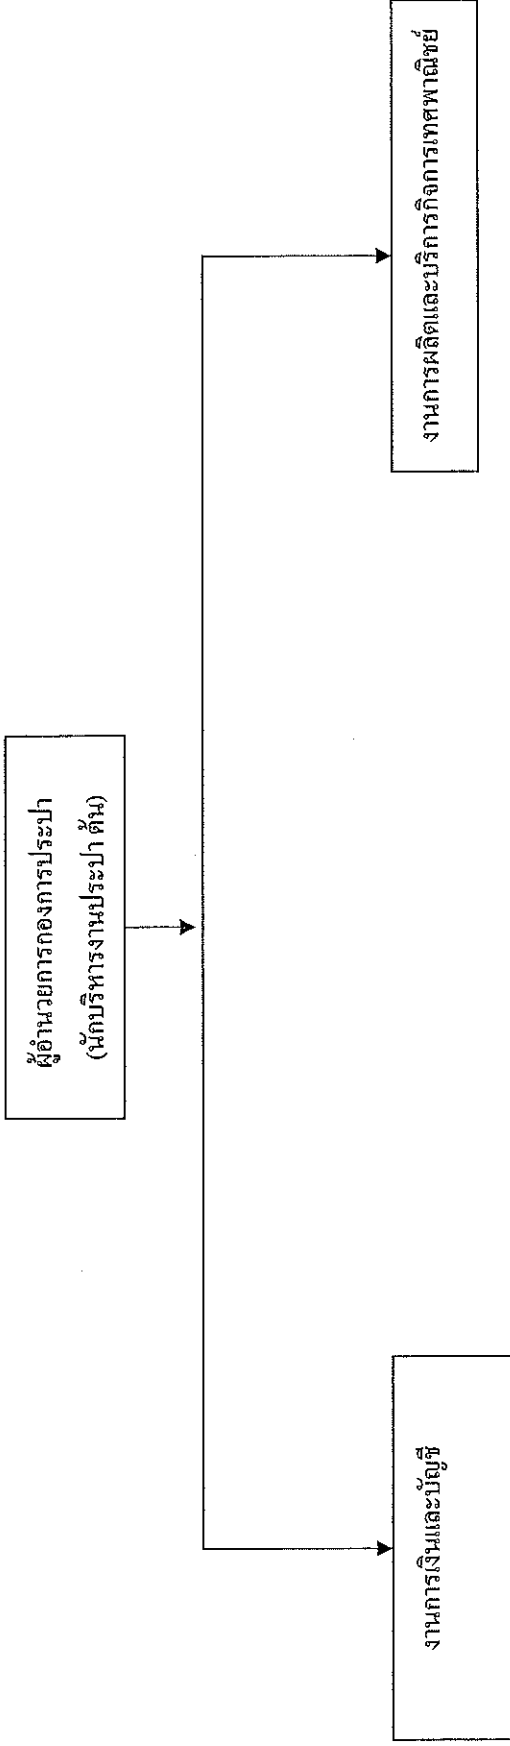 ผู้อำนวยการกองการประปา
(นักบริหารงานประปา ต้น)
งานการเงินและบัญชี
งานการผลิตและบริการกิจการเทศพาณิชย์